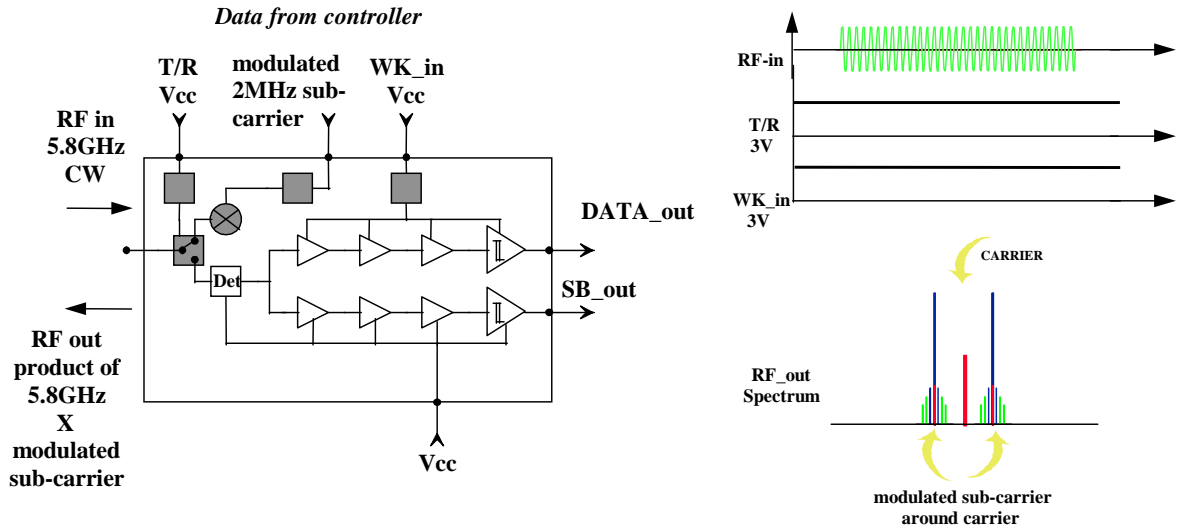 Data from controller
T/R
Vcc
modulated
2MHz sub-
carrier
WK_in
Vcc
RF in
5.8GHz
CW
Det
DATA_out
SB_out
RF out
product of
5.8GHz
X
modulated
sub-carrier
Vcc
RF-in
T/R
3V
WK_in
3V
CARRIER
RF_out
Spectrum
modulated sub-carrier
around carrier